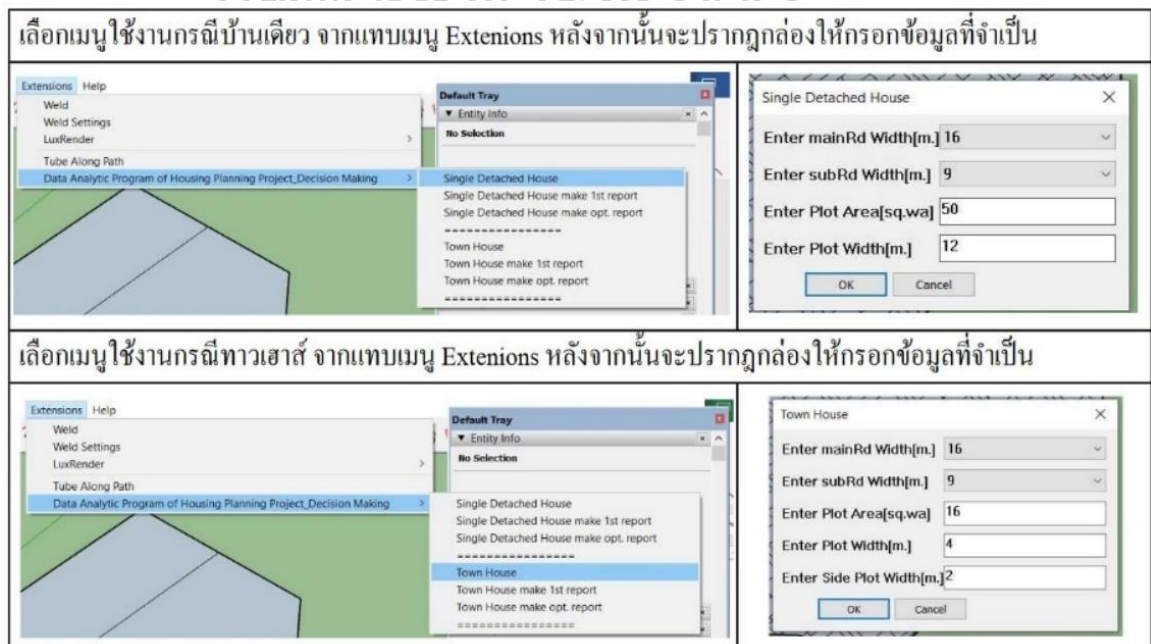 เลือกเมนูใช้งานกรณีบ้านเดี่ยว จากแทบเมนู Extenions หลังจากนั้นจะปรากฎกล่องให้กรอกข้อมูลที่จำเป็น
Extensions Help
Weld
Weld Settings
LuxRender
Tube Along Path
Data Analytic Program of Housing Planning Project_Decision Making
Default Tray
Entity Info
No Selection
Single Detached House
Single Detached House make 1st report
Single Detached House make opt. report
================
Town House
Town House make 1st report
Town House make opt. report
================
Single Detached House
Enter mainRd Width[m.] 16
Enter subRd Width[m.] 9
Enter Plot Area[sq.wa] 50
Enter Plot Width[m.] 12
OK Cancel
เลือกเมนูใช้งานกรณีทาวเฮาส์ จากแทบเมนู Extenions หลังจากนั้นจะปรากฎกล่องให้กรอกข้อมูลที่จำเป็น
Extensions Help
Weld
Weld Settings
LuxRender
Tube Along Path
Data Analytic Program of Housing Planning Project_Decision Making
Default Tray
Entity Info
No Selection
Single Detached House
Single Detached House make 1st report
Single Detached House make opt. report
================
Town House
Town House make 1st report
Town House make opt. report
================
Town House
Enter mainRd Width[m.] 16
Enter subRd Width[m.] 9
Enter Plot Area[sq.wa] 16
Enter Plot Width[m.] 4
Enter Side Plot Width[m.] 2
OK Cancel